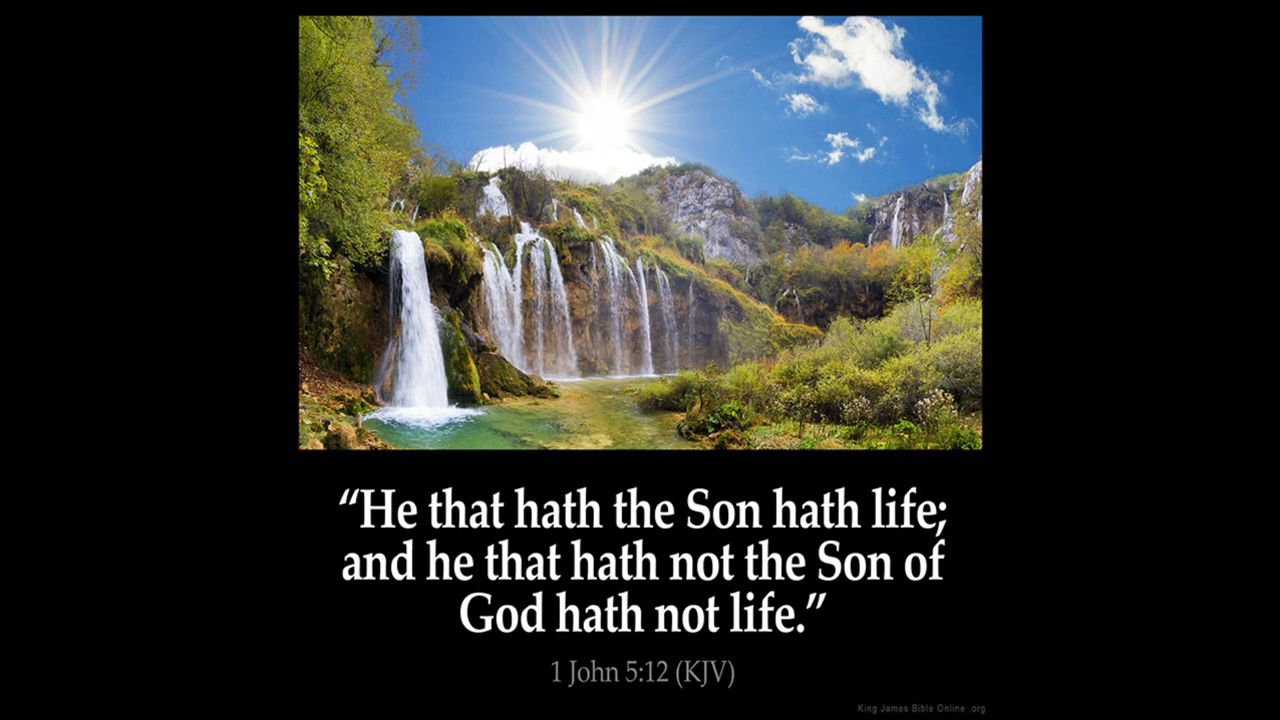 “He that hath the Son hath life;
and he that hath not the Son of
God hath not life.”
1 John 5:12 (KJV)
King James Bible Online .org